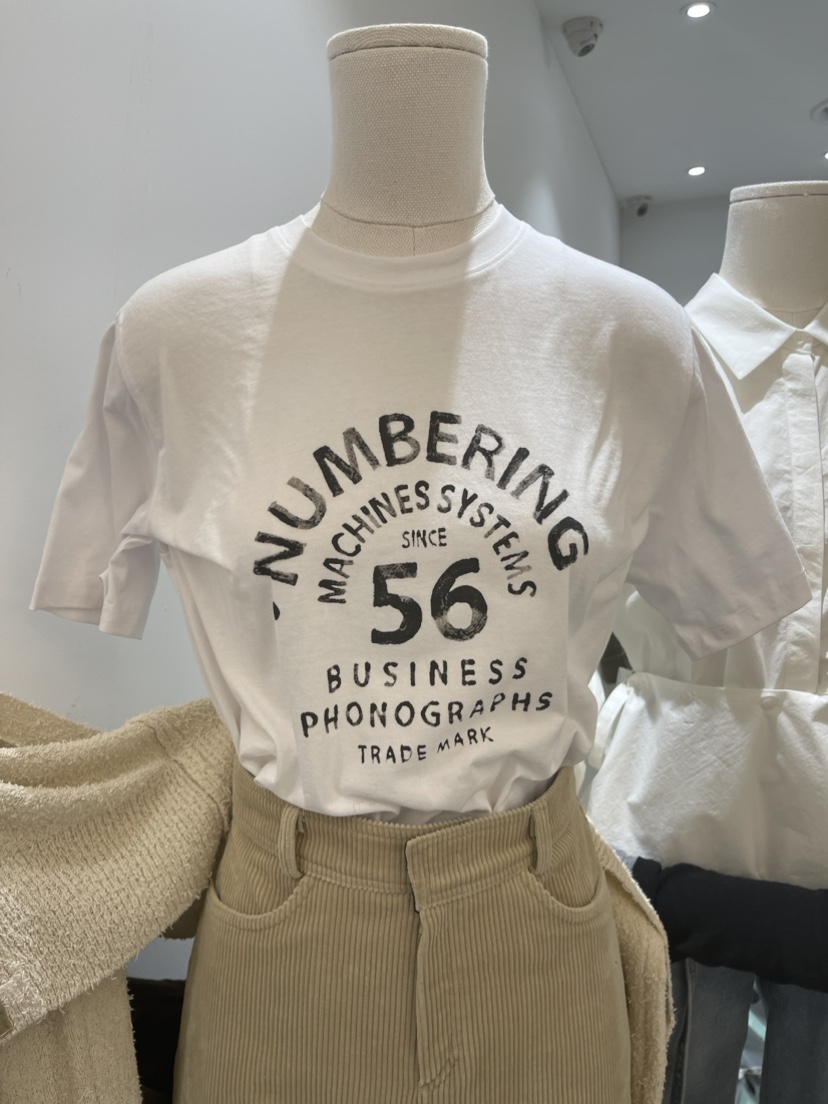 NUMBERING
MACHINES SYSTEMS
SINCE
56
BUSINESS
PHONOGRAPHS
TRADE MARK